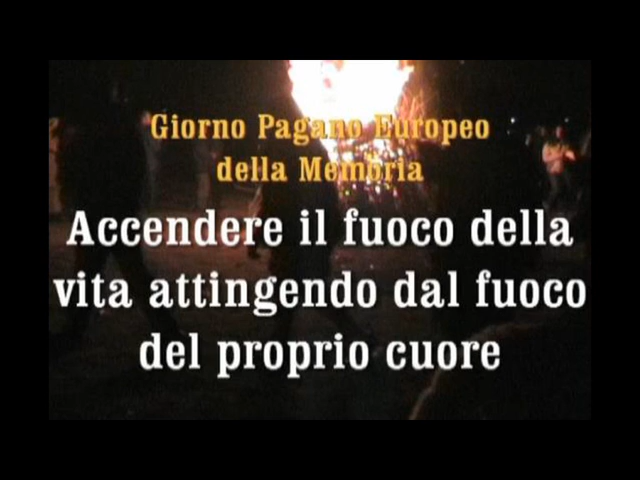 Giorno Pagano Europeo
della Memoria
Accendere il fuoco della
vita attingendo dal fuoco
del proprio cuore